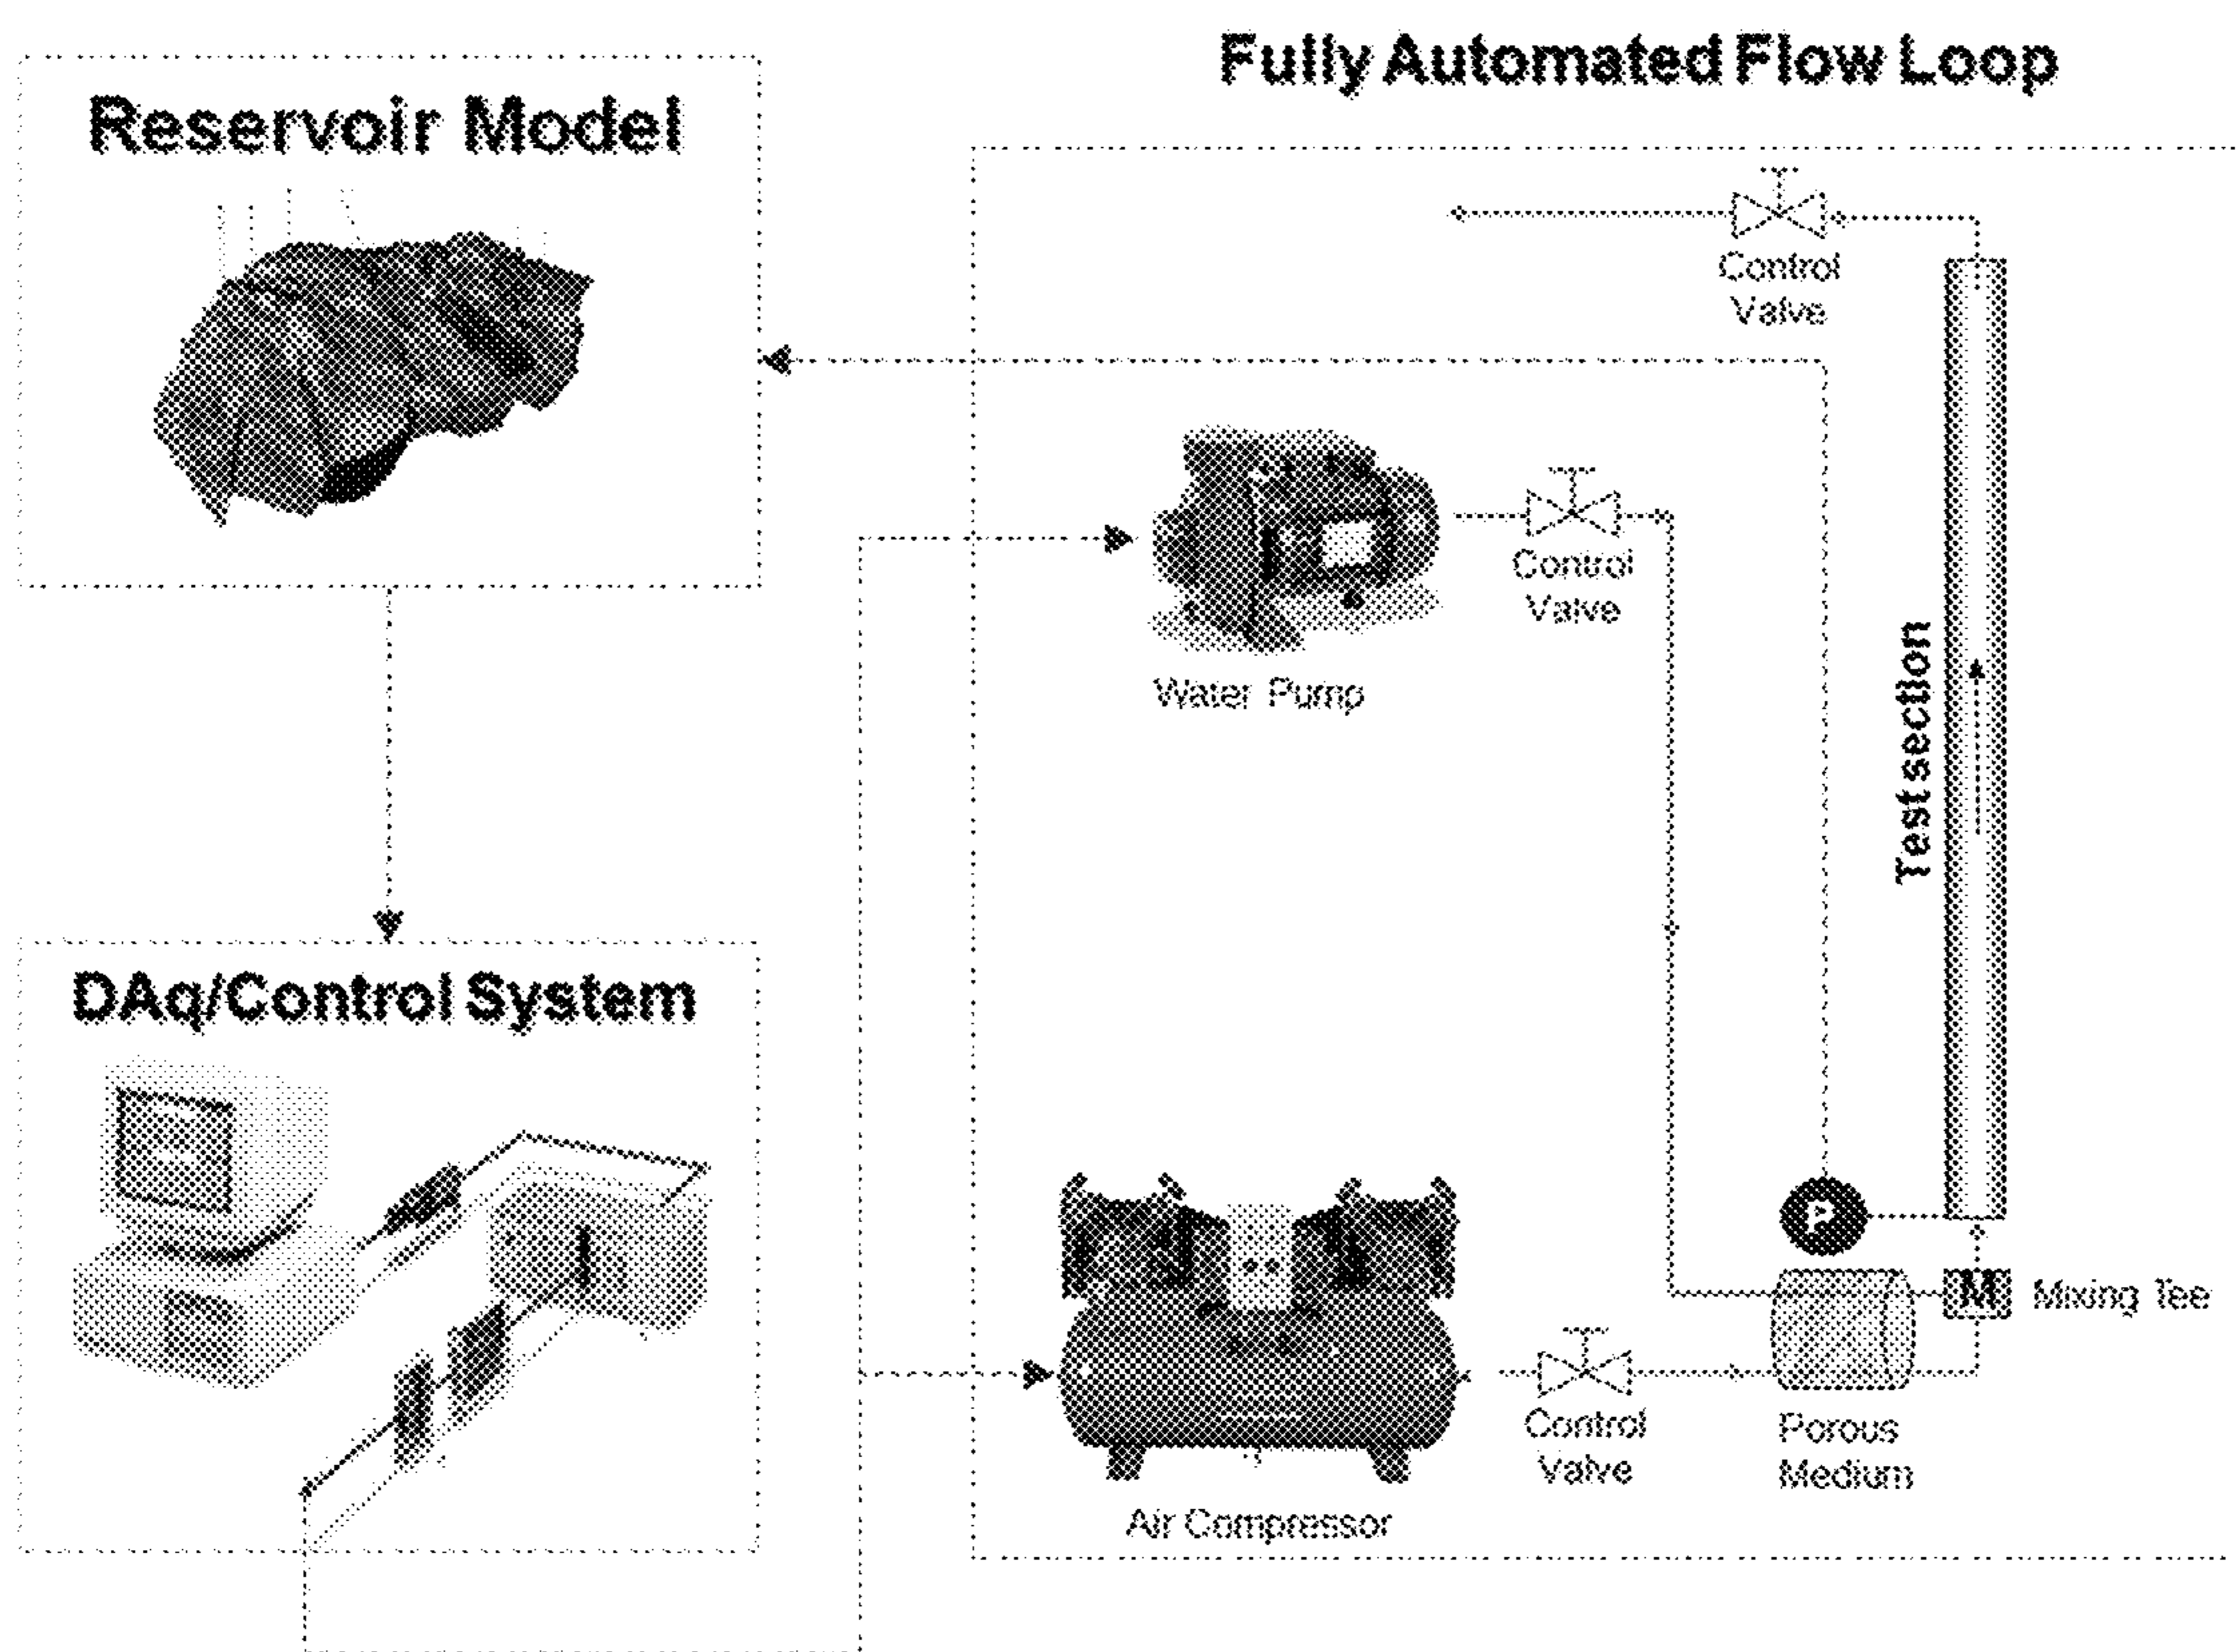 Fully Automated Flow Loop
Reservoir Model
Control
Valve
Control
Valve
Water Pump
Test section
DAq/Control System
P
M
Mixing Tee
Control
Valve
Porous
Medium
Air Compressor